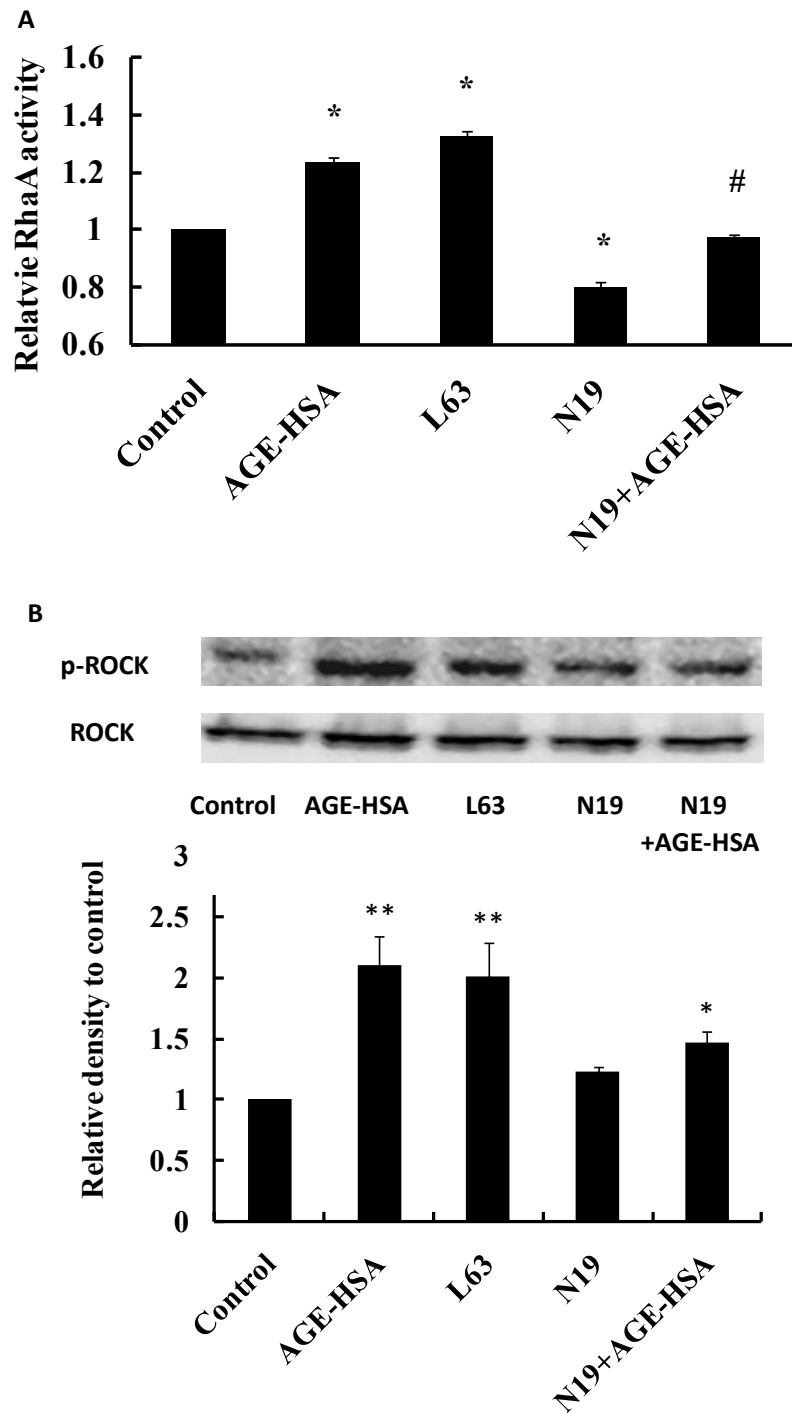 A
Relatvie RhaA activity
1.6
1.4
1.2
1
0.8
0.6
*
*
*
#
Control
AGE-HSA
L63
N19
N19+AGE-HSA
B
p-ROCK
ROCK
Control AGE-HSA L63 N19 N19
+AGE-HSA
Relative density to control
3
2.5
2
1.5
1
0.5
0
**
**
*
Control
AGE-HSA
L63
N19
N19+AGE-HSA